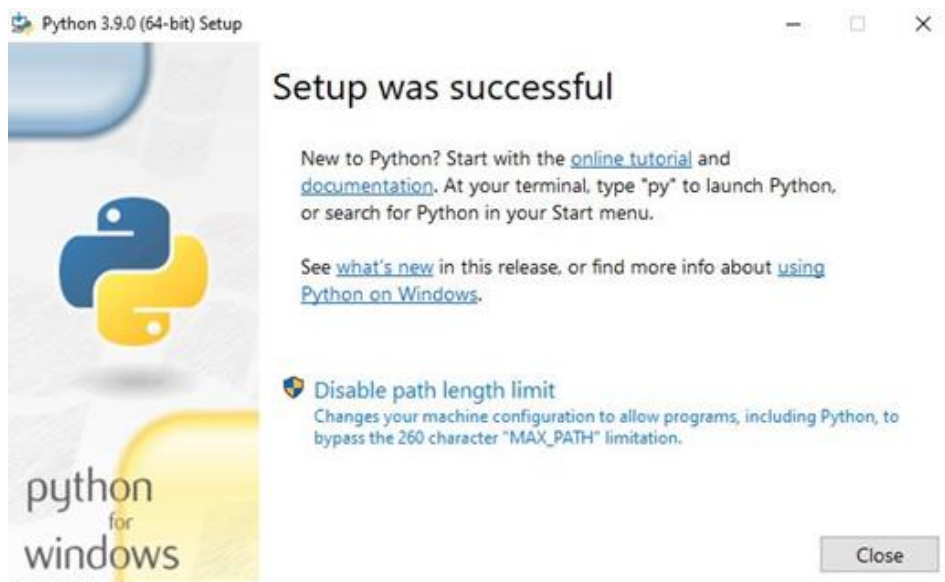 Python 3.9.0 (64-bit) Setup
Setup was successful
New to Python? Start with the online tutorial and
documentation. At your terminal, type "py" to launch Python,
or search for Python in your Start menu.
See what's new in this release, or find more info about using
Python on Windows.
Disable path length limit
Changes your machine configuration to allow programs, including Python, to
bypass the 260 character "MAX_PATH" limitation.
python
for
windows
Close